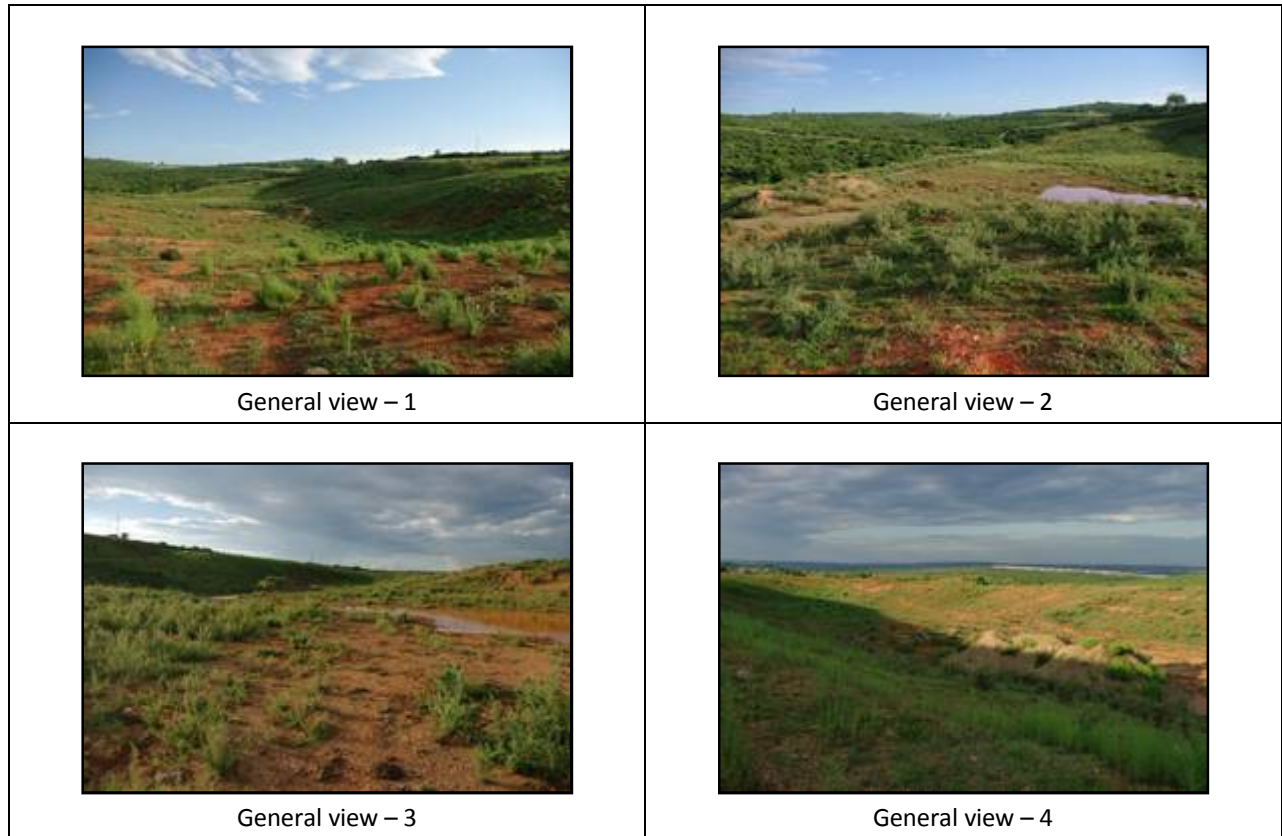 General view – 1
General view – 2
General view – 3
General view – 4